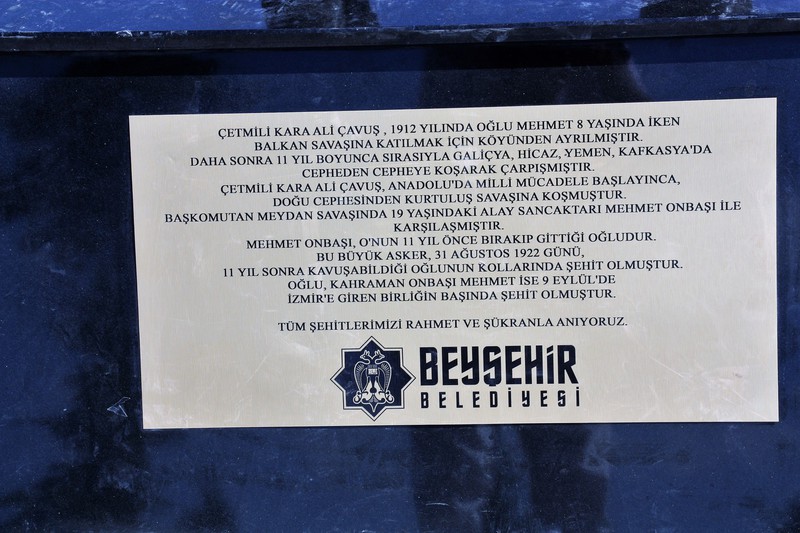 ÇETMİLİ KARA ALİ ÇAVUŞ , 1912 YILINDA OĞLU MEHMET 8 YAŞINDA İKEN
BALKAN SAVAŞINA KATILMAK İÇİN KÖYÜNDEN AYRILMIŞTIR.
DAHA SONRA 11 YIL BOYUNCA SIRASIYLA GALİÇYA, HİCAZ, YEMEN, KAFKASYA'DA
CEPHEDEN CEPHEYE KOŞARAK ÇARPIŞMIŞTIR.
ÇETMİLİ KARA ALİ ÇAVUŞ, ANADOLU'DA MİLLİ MÜCADELE BAŞLAYINCA,
DOĞU CEPHESİNDEN KURTULUŞ SAVAŞINA KOŞMUŞTUR.
BAŞKOMUTAN MEYDAN SAVAŞINDA 19 YAŞINDAKİ ALAY SANCAKTARI MEHMET ONBAŞI İLE
KARŞILAŞMIŞTIR.
MEHMET ONBAŞI, O'NUN 11 YIL ÖNCE BIRAKIP GİTTİĞİ OĞLUDUR.
BU BÜYÜK ASKER, 31 AĞUSTOS 1922 GÜNÜ,
11 YIL SONRA KAVUŞABİLDİĞİ OĞLUNUN KOLLARINDA ŞEHİT OLMUŞTUR.
OĞLU, KAHRAMAN ONBAŞI MEHMET İSE 9 EYLÜL'DE
İZMİR'E GİREN BİRLİĞİN BAŞINDA ŞEHİT OLMUŞTUR.
TÜM ŞEHİTLERİMİZİ RAHMET VE ŞÜKRANLA ANIYORUZ.
BEYŞEHİR
BELEDİYESİ